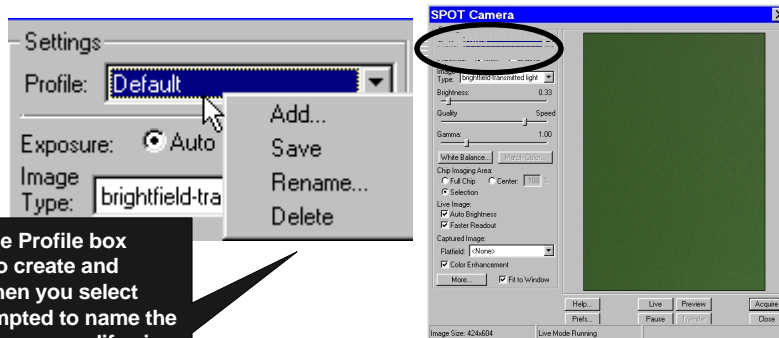 Settings
Profile: Default
Add...
Save
Rename...
Delete
Exposure: Auto
Image
Type: brightfield-tra
e Profile box
o create and
hen you select
mpted to name the
SPOT Camera
Image
Type: brightfield-transmitted light
Brightness: 0.33
Quality Speed
Gamma: 1.00
White Balance... Match Color...
Chip Imaging Area:
Full Chip Center: 100 %
Selection
Live Image:
Auto Brightness
Faster Readout
Captured Image:
Flatfield: <None>
Color Enhancement
More... Fit to Window
Help... Live Preview Acquire
Prefs... Pause Transfer Close
Image Size: 424x604 Live Mode Running